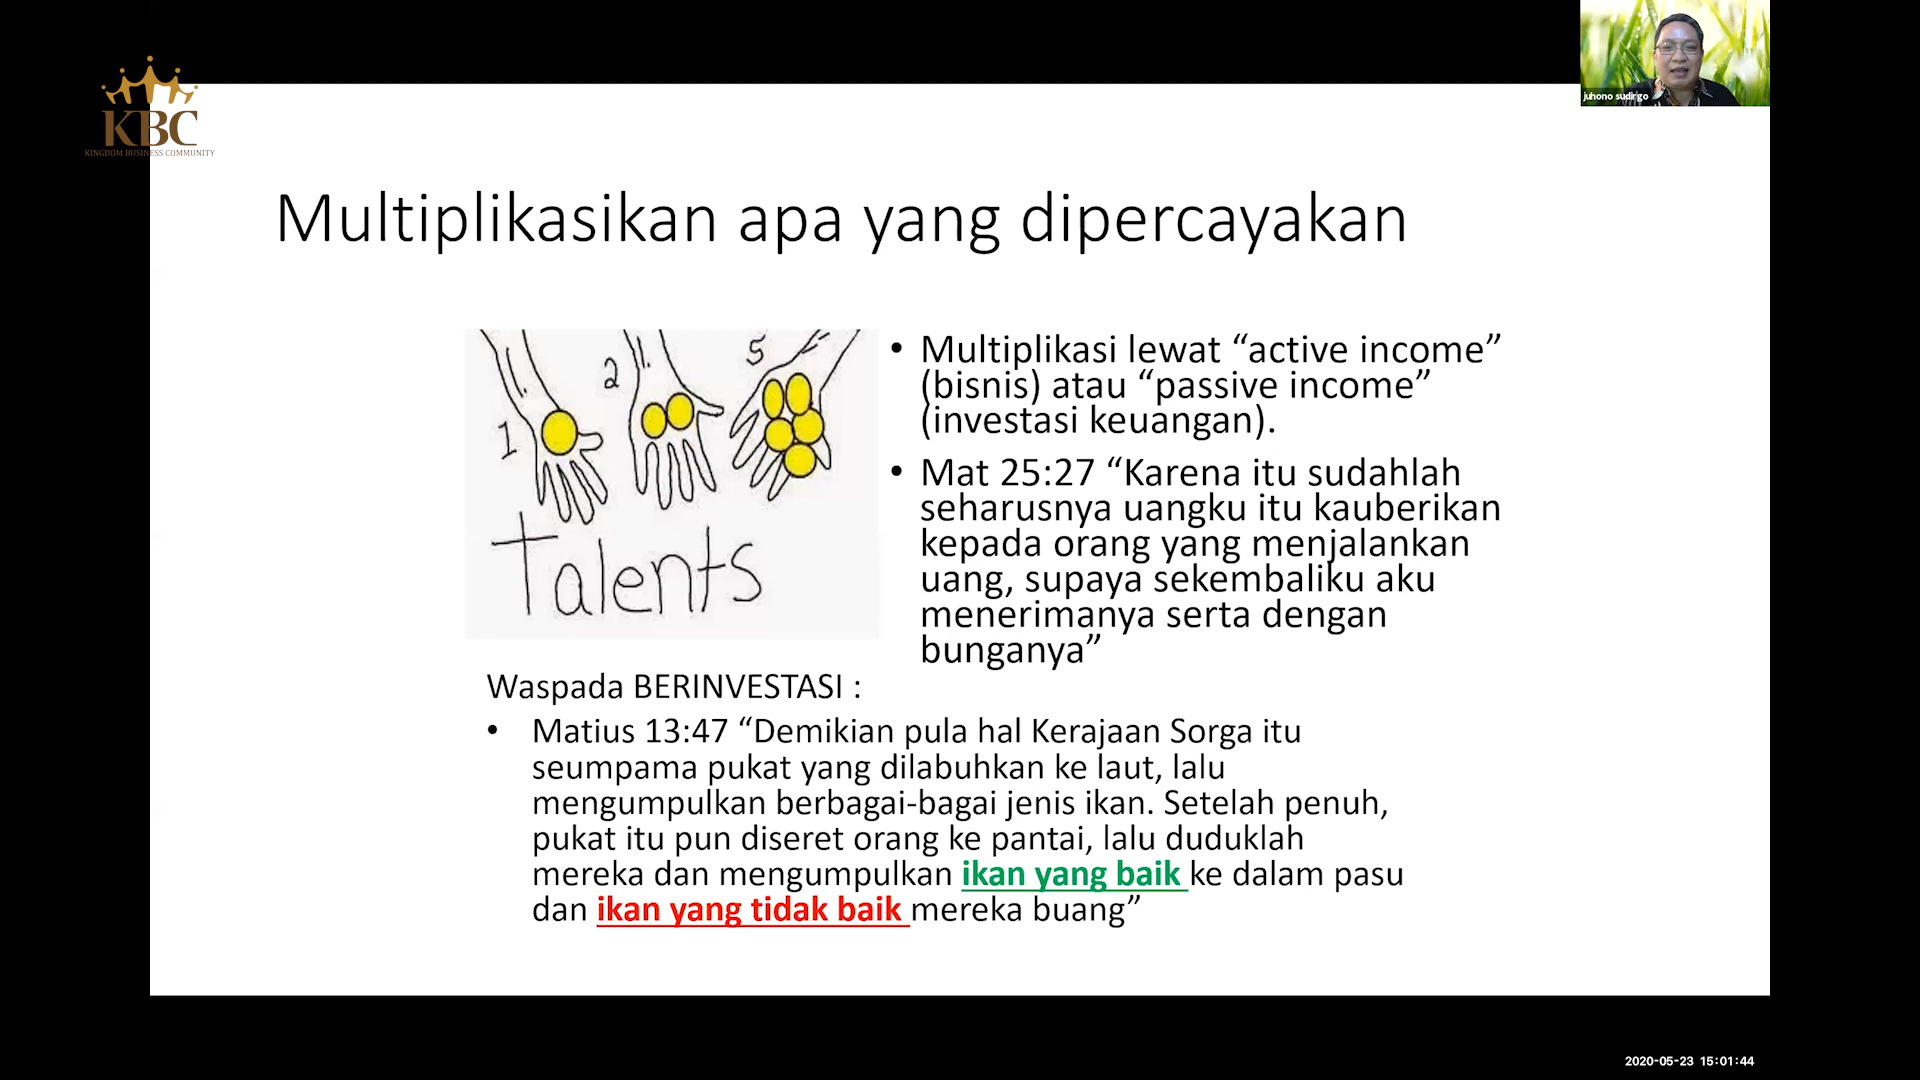 KBC
KINGDOM BUSINESS COMMUNITY
juhono sudirgo
Multiplikasikan apa yang dipercayakan
1
2
5
Talents
• Multiplikasi lewat “active income”
(bisnis) atau “passive income”
(investasi keuangan).
• Mat 25:27 “Karena itu sudahlah
seharusnya uangku itu kauberikan
kepada orang yang menjalankan
uang, supaya sekembaliku aku
menerimanya serta dengan
bunganya”
Waspada BERINVESTASI :
• Matius 13:47 “Demikian pula hal Kerajaan Sorga itu
seumpama pukat yang dilabuhkan ke laut, lalu
mengumpulkan berbagai-bagai jenis ikan. Setelah penuh,
pukat itu pun diseret orang ke pantai, lalu duduklah
mereka dan mengumpulkan ikan yang baik ke dalam pasu
dan ikan yang tidak baik mereka buang”
2020-05-23 15:01:44